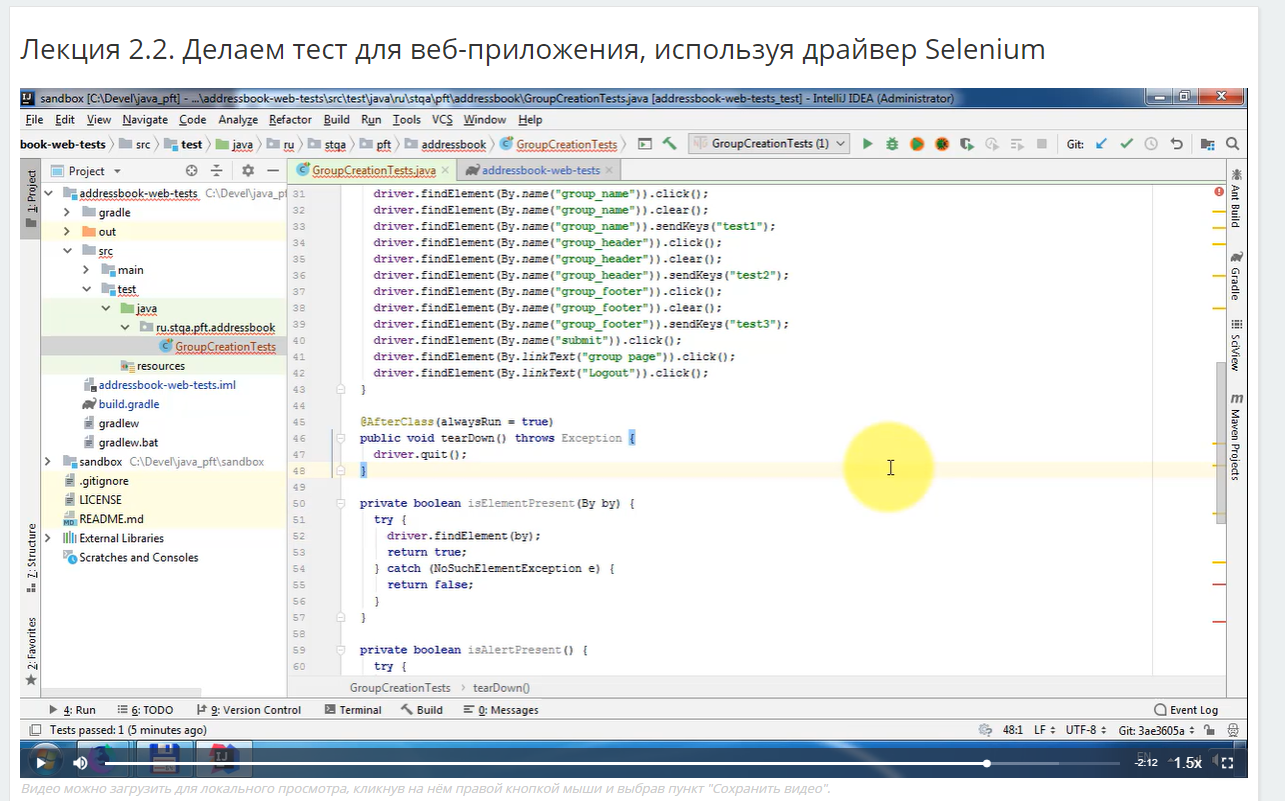 Лекция 2.2. Делаем тест для веб-приложения, используя драйвер Selenium
sandbox [C:\Devel\java_pft] - ...\addressbook-web-tests\src\test\java\ru\stqa\pft\addressbook\GroupCreationTests.java [addressbook-web-tests_test] - IntelliJ IDEA (Administrator)
File Edit View Navigate Code Analyze Refactor Build Run Tools VCS Window Help
book-web-tests src test java ru stqa pft addressbook GroupCreationTests GroupCreationTests (1) Git:
1: Project
Project
GroupCreationTests.java addressbook-web-tests
addressbook-web-tests C:\Devel\java_pf
gradle
out
src
main
test
java
ru.stqa.pft.addressbook
GroupCreationTests
resources
addressbook-web-tests.iml
build.gradle
gradlew
gradlew.bat
sandbox C:\Devel\java_pft\sandbox
.gitignore
LICENSE
README.md
External Libraries
Scratches and Consoles
7: Structure
2: Favorites
31 driver.findElement(By.name("group_name")).click();
32 driver.findElement(By.name("group_name")).clear();
33 driver.findElement(By.name("group_name")).sendKeys("test1");
34 driver.findElement(By.name("group_header")).click();
35 driver.findElement(By.name("group_header")).clear();
36 driver.findElement(By.name("group_header")).sendKeys("test2");
37 driver.findElement(By.name("group_footer")).click();
38 driver.findElement(By.name("group_footer")).clear();
39 driver.findElement(By.name("group_footer")).sendKeys("test3");
40 driver.findElement(By.name("submit")).click();
41 driver.findElement(By.linkText("group page")).click();
42 driver.findElement(By.linkText("Logout")).click();
43 }
44
45 @AfterClass(alwaysRun = true)
46 public void tearDown() throws Exception {
47 driver.quit();
48 }
49
50 private boolean isElementPresent(By by) {
51 try {
52 driver.findElement(by);
53 return true;
54 } catch (NoSuchElementException e) {
55 return false;
56 }
57 }
58
59 private boolean isAlertPresent() {
60 try {
GroupCreationTests tearDown()
Ant Build
Gradle
SciView
Maven Projects
4: Run 6: TODO 9: Version Control Terminal Build 0: Messages Event Log
Tests passed: 1 (5 minutes ago) 48:1 LF UTF-8 Git: 3ae3605a
EN
-2:12 1.5x
Видео можно загрузить для локального просмотра, кликнув на нём правой кнопкой мыши и выбрав пункт "Сохранить видео".